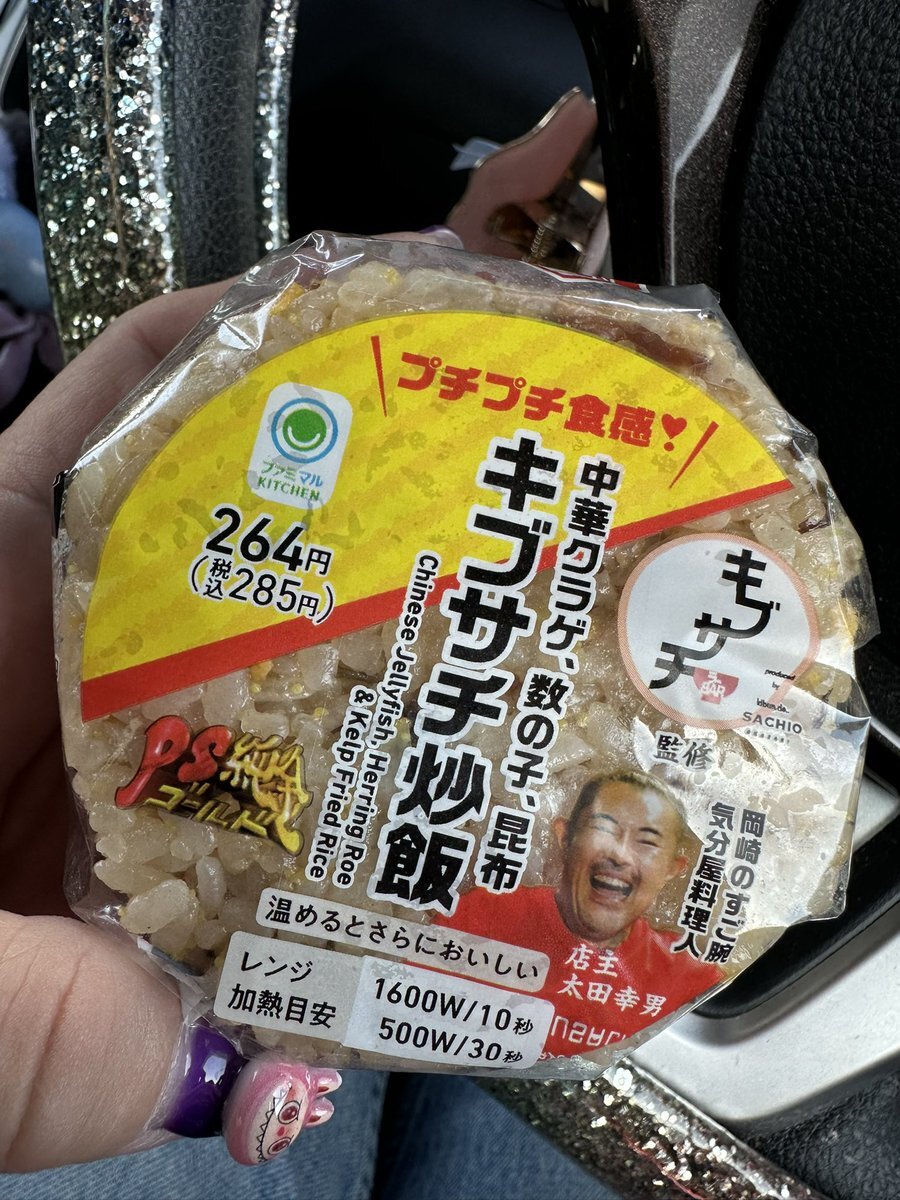 プチプチ食感♥!
ファミマル
KITCHEN
264円
(税込285円)
中華クラゲ、数の子、昆布
キブサチ炒飯
Chinese Jellyfish, Herring Roe
& Kelp Fried Rice
キブサチ
BAR
produced
by
SACHIO
監修
岡崎のすご腕
気分屋料理人
店主
太田幸男
PS純
ゴールド
温めるとさらにおいしい
レンジ
加熱目安
1600W/10秒
500W/30秒